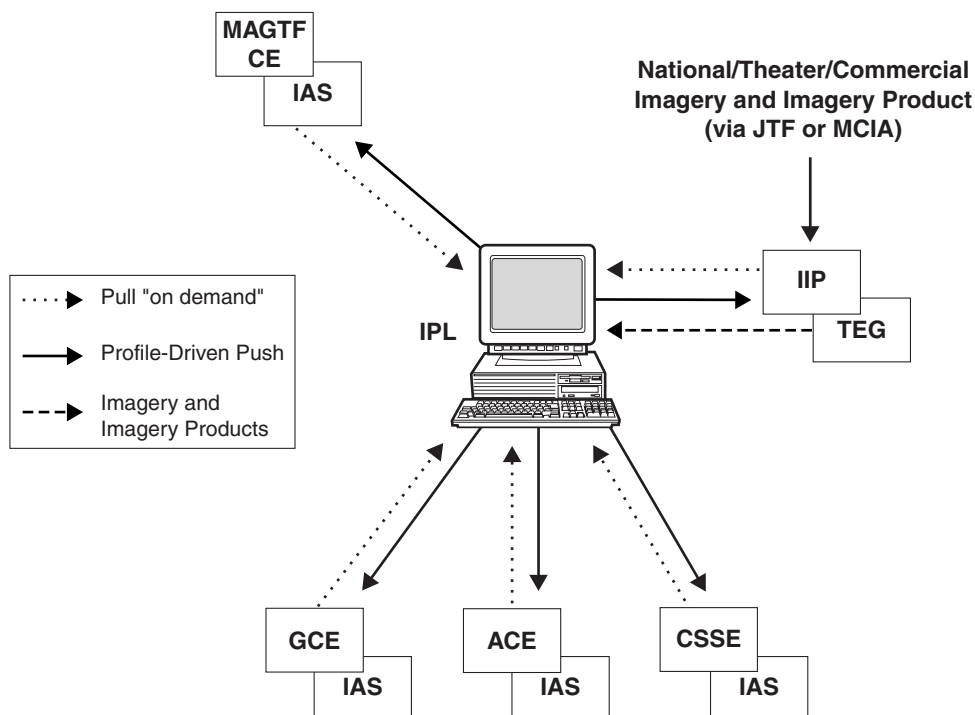 MAGTF
CE
IAS
National/Theater/Commercial
Imagery and Imagery Product
(via JTF or MCIA)
IIP
TEG
IPL
Pull "on demand"
Profile-Driven Push
Imagery and
Imagery Products
GCE
IAS
ACE
IAS
CSSE
IAS